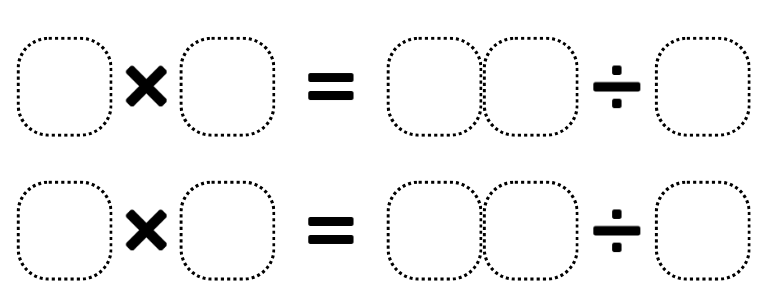 × = ÷
× = ÷